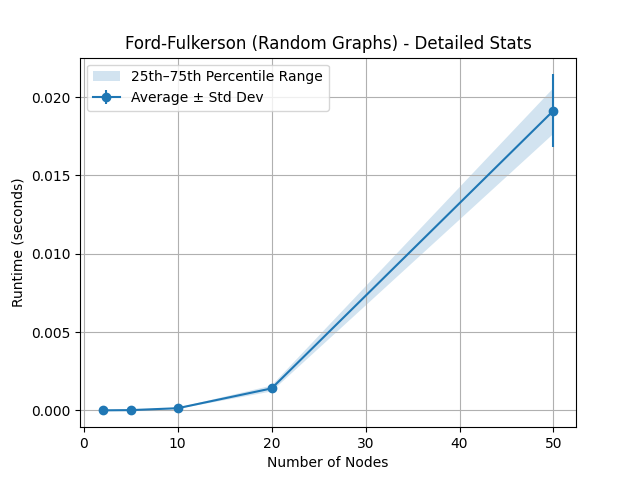 Ford-Fulkerson (Random Graphs) - Detailed Stats
25th–75th Percentile Range
Average ± Std Dev
0.020
0.015
0.010
0.005
0.000
Runtime (seconds)
0 10 20 30 40 50
Number of Nodes